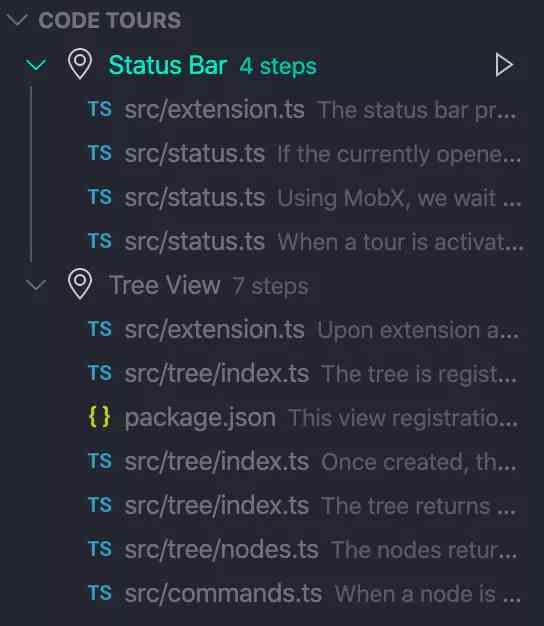 CODE TOURS
Status Bar 4 steps
TS src/extension.ts The status bar pr...
TS src/status.ts If the currently opene...
TS src/status.ts Using MobX, we wait ...
TS src/status.ts When a tour is activat...
Tree View 7 steps
TS src/extension.ts Upon extension a...
TS src/tree/index.ts The tree is regist...
{ } package.json This view registratio...
TS src/tree/index.ts Once created, th...
TS src/tree/index.ts The tree returns ...
TS src/tree/nodes.ts The nodes retur...
TS src/commands.ts When a node is ...